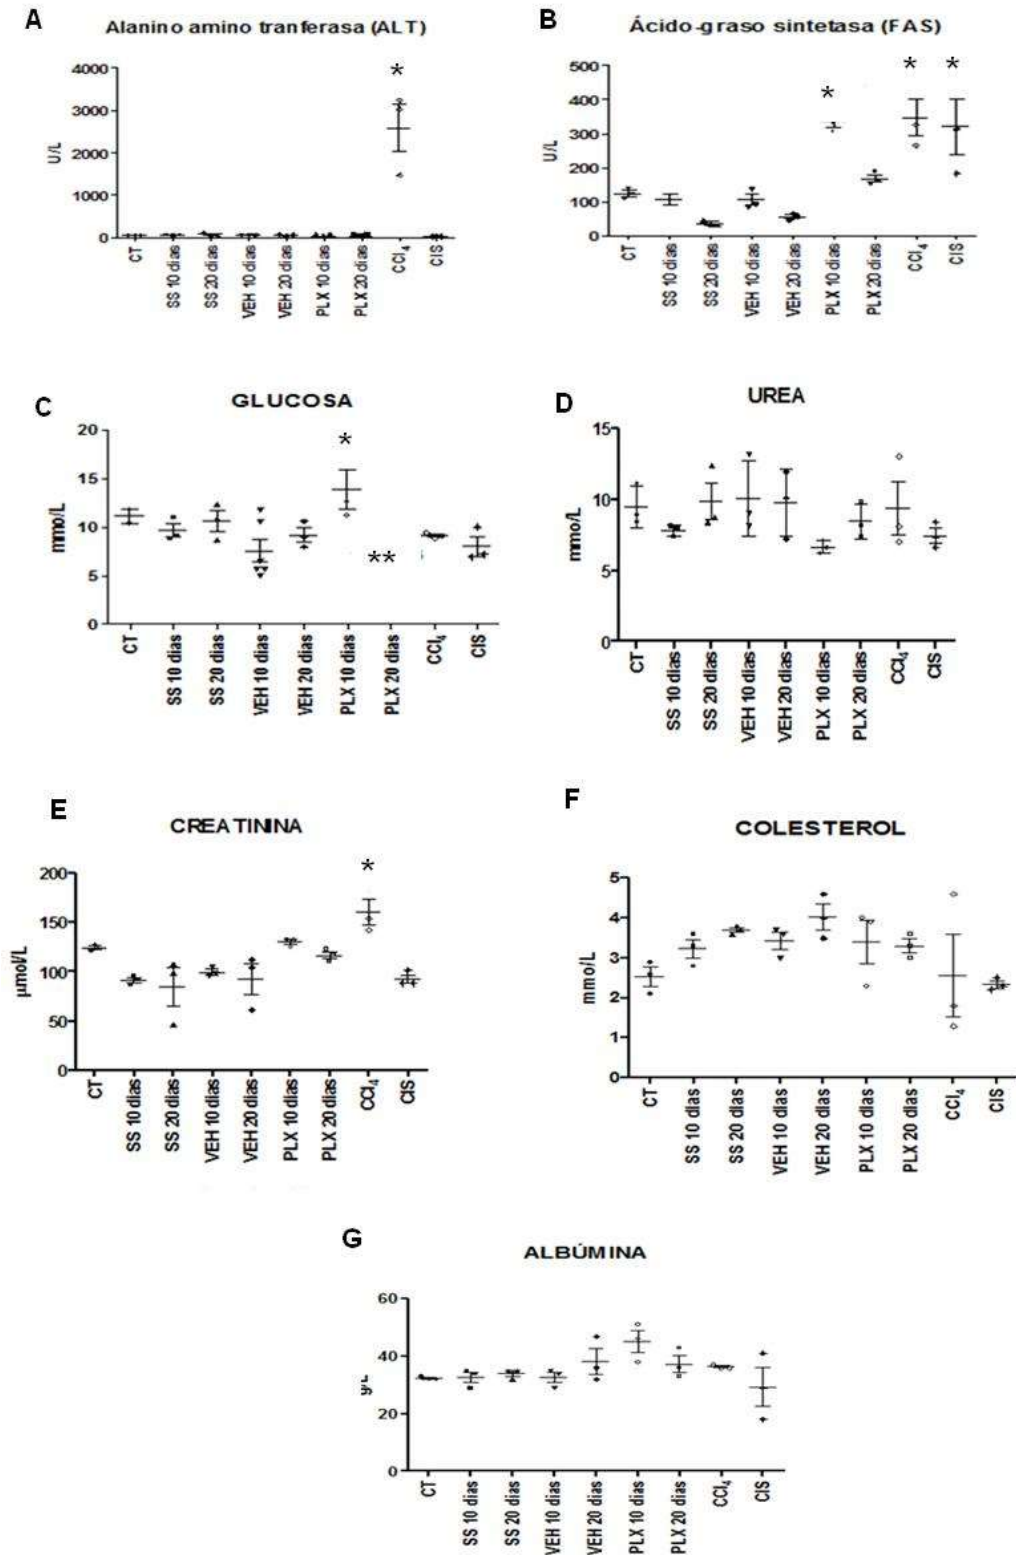 A
Alanino amino tranferasa (ALT)
4000
3000
2000
1000
0
U/L
*
CT
SS 10 dias
SS 20 dias
VEH 10 dias
VEH 20 dias
PLX 10 dias
PLX 20 dias
CCl4
CIS
B
Ácido-graso sintetasa (FAS)
500
400
300
200
100
0
U/L
*
*
*
CT
SS 10 dias
SS 20 dias
VEH 10 dias
VEH 20 dias
PLX 10 dias
PLX 20 dias
CCl4
CIS
C
GLUCOSA
20
15
10
5
0
mmo/L
*
**
CT
SS 10 dias
SS 20 dias
VEH 10 dias
VEH 20 dias
PLX 10 dias
PLX 20 dias
CCl4
CIS
D
UREA
15
10
5
0
mmo/L
CT
SS 10 dias
SS 20 dias
VEH 10 dias
VEH 20 dias
PLX 10 dias
PLX 20 dias
CCl4
CIS
E
CREATININA
200
150
100
50
0
µmol/L
*
CT
SS 10 dias
SS 20 dias
VEH 10 dias
VEH 20 dias
PLX 10 dias
PLX 20 dias
CCl4
CIS
F
COLESTEROL
5
4
3
2
1
0
mmo/L
CT
SS 10 dias
SS 20 dias
VEH 10 dias
VEH 20 dias
PLX 10 dias
PLX 20 dias
CCl4
CIS
G
ALBÚMINA
60
40
20
0
g/L
CT
SS 10 dias
SS 20 dias
VEH 10 dias
VEH 20 dias
PLX 10 dias
PLX 20 dias
CCl4
CIS